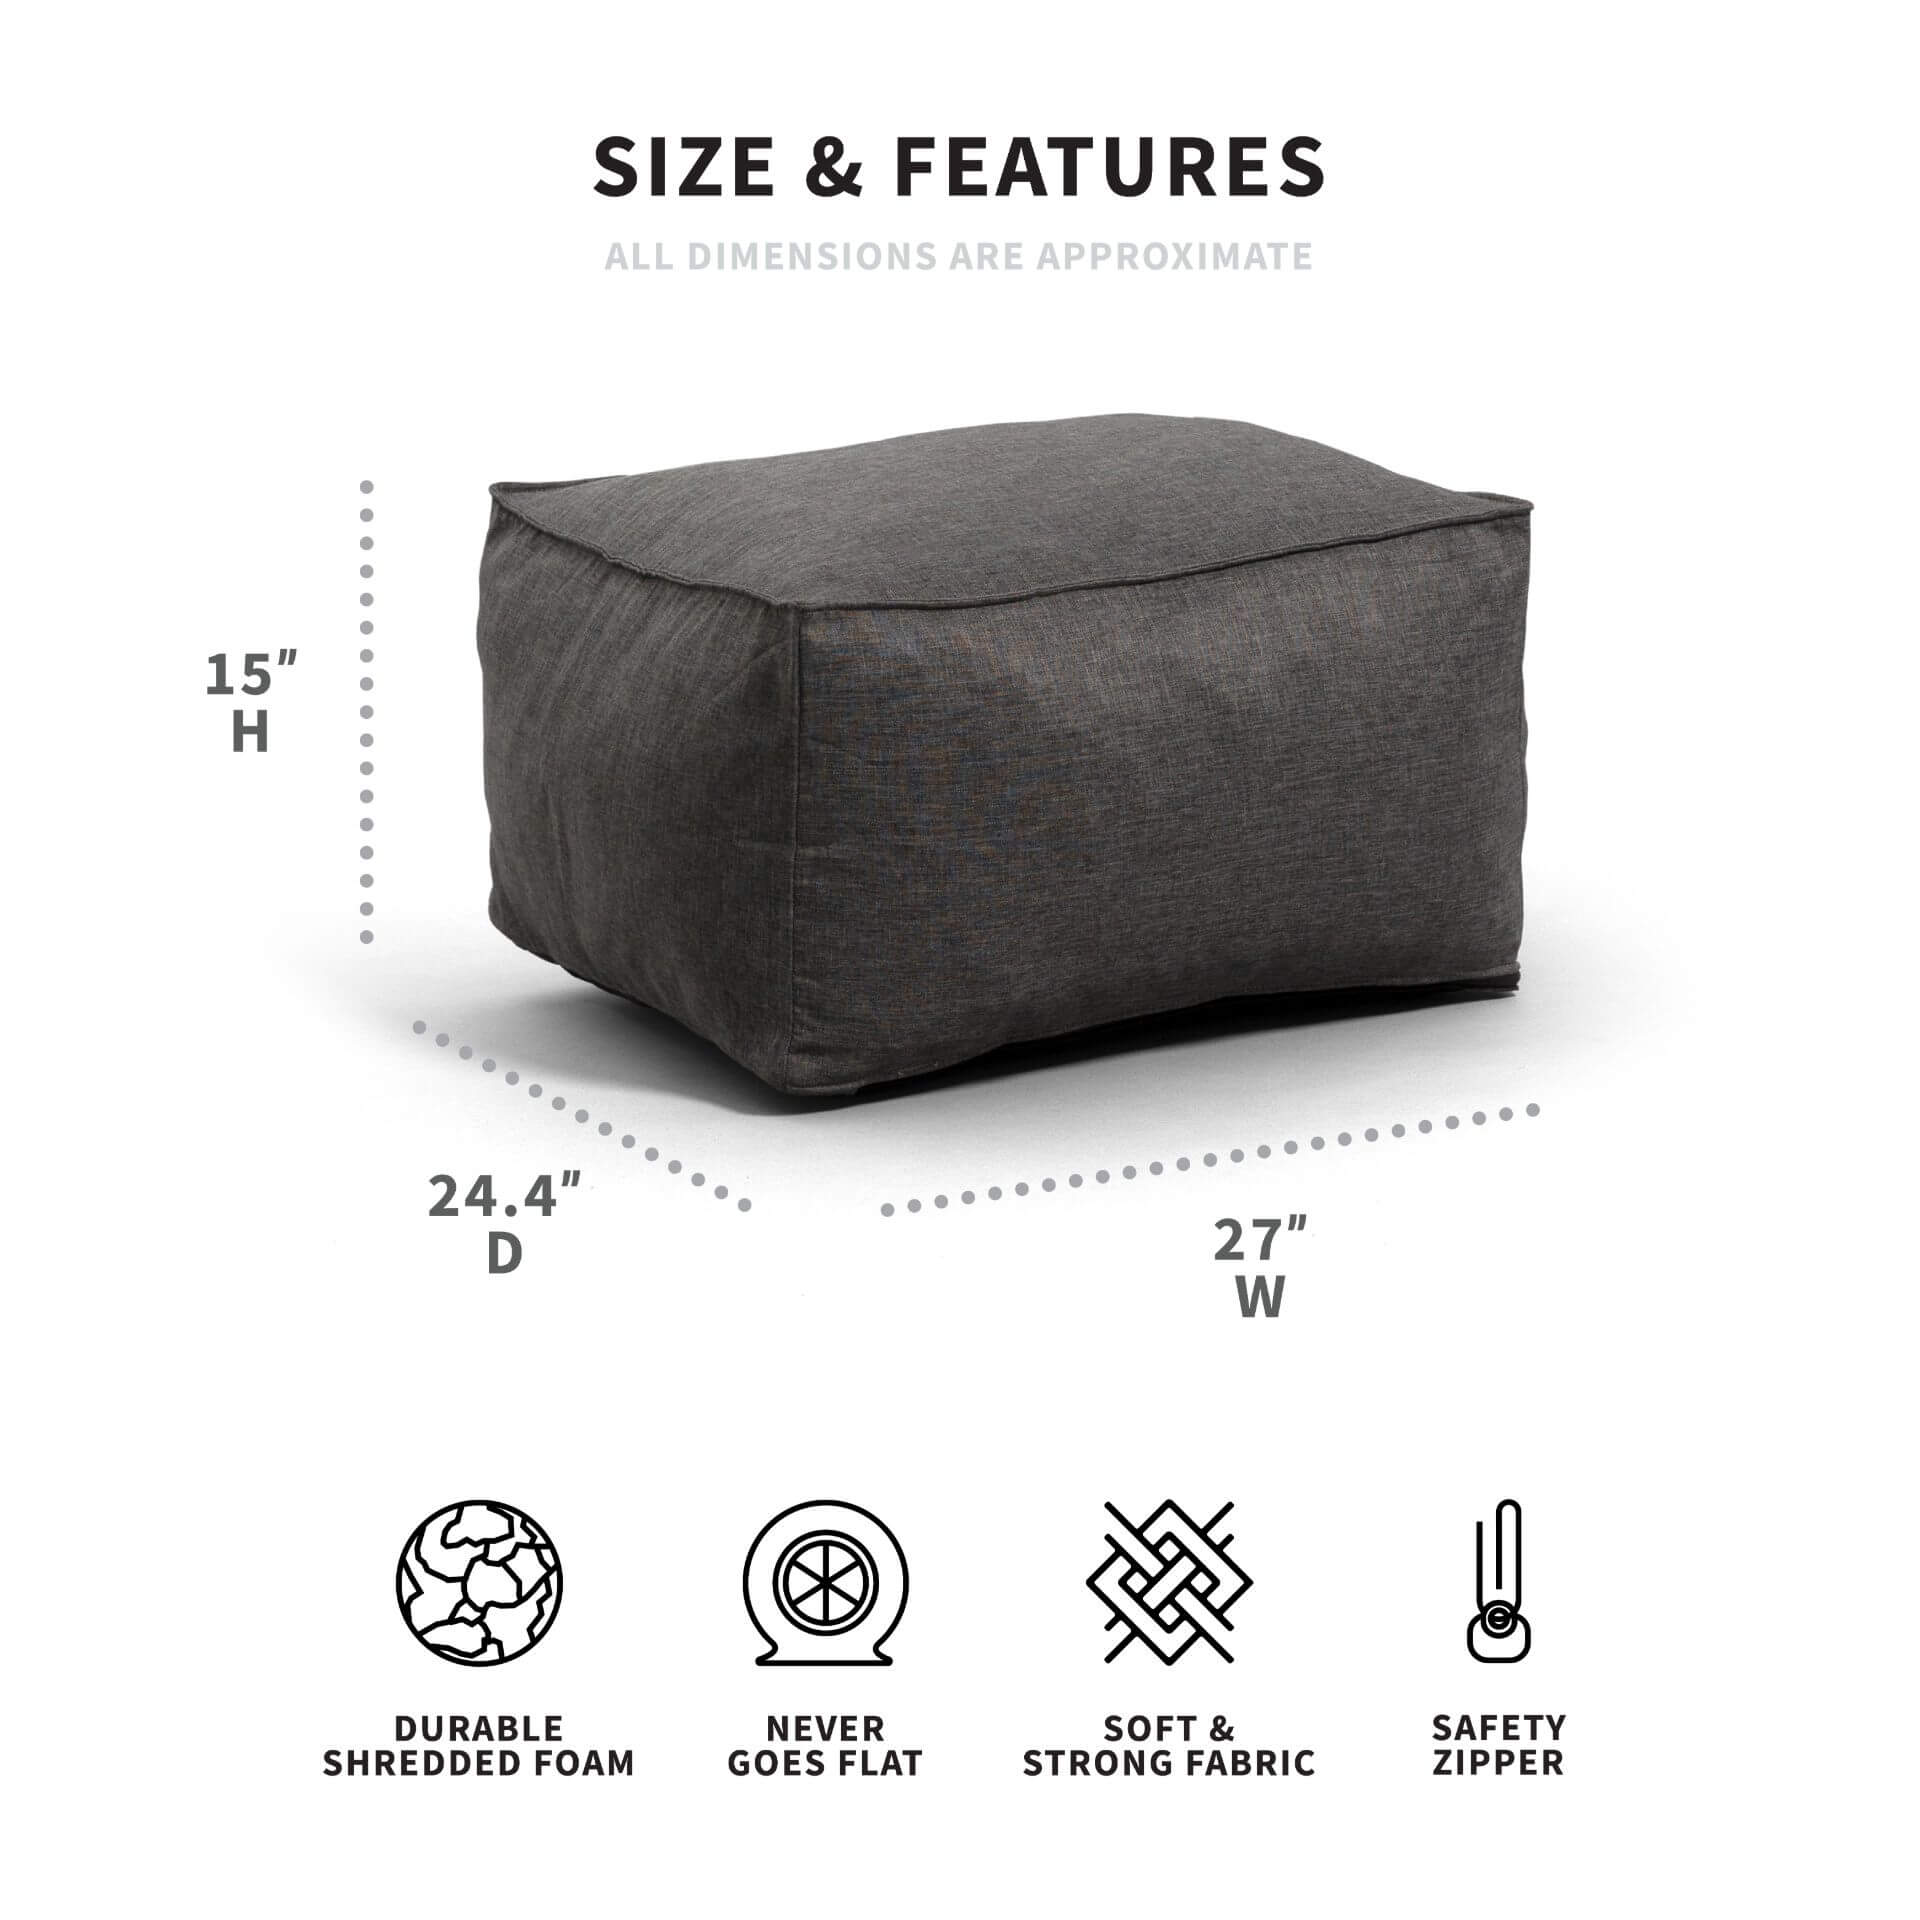 SIZE & FEATURES
ALL DIMENSIONS ARE APPROXIMATE
15″
H
24.4″
D
27″
W
DURABLE
SHREDDED FOAM
NEVER
GOES FLAT
SOFT &
STRONG FABRIC
SAFETY
ZIPPER